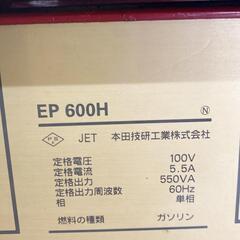 EP 600H
N
JET 本田技研工業株式会社
定格電圧 100V
定格電流 5.5A
定格出力 550VA
定格出力周波数 60Hz
相 単相
燃料の種類 ガソリン